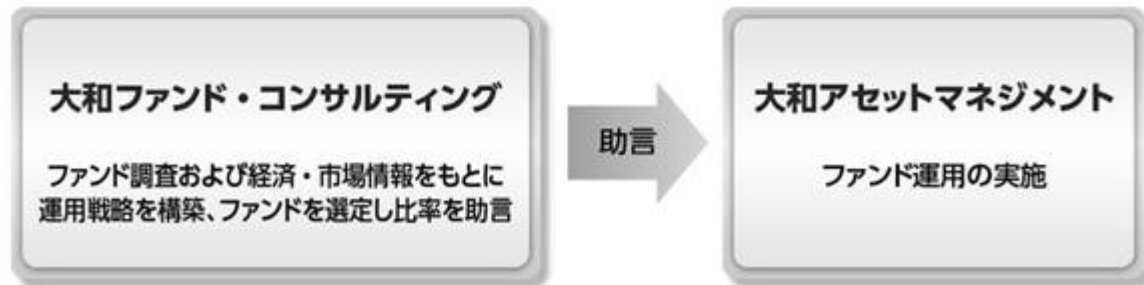 大和ファンド・コンサルティング
ファンド調査および経済・市場情報をもとに
運用戦略を構築、ファンドを選定し比率を助言
助言
大和アセットマネジメント
ファンド運用の実施